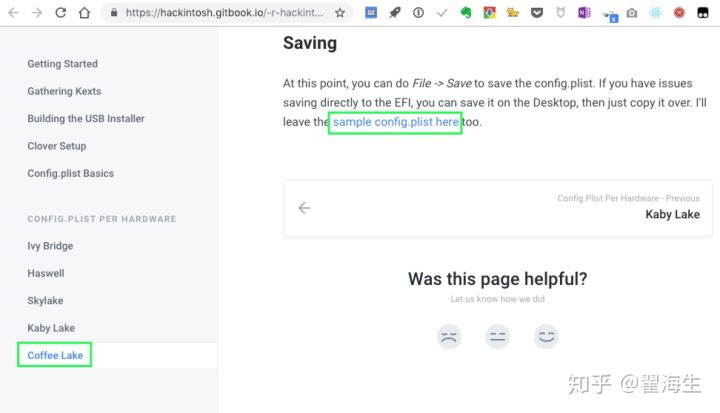 https://hackintosh.gitbook.io/-r-hackint...
Getting Started
Gathering Kexts
Building the USB Installer
Clover Setup
Config.plist Basics
CONFIG.PLIST PER HARDWARE
Ivy Bridge
Haswell
Skylake
Kaby Lake
Coffee Lake
Saving
At this point, you can do File -> Save to save the config.plist. If you have issues
saving directly to the EFI, you can save it on the Desktop, then just copy it over. I'll
leave the sample config.plist here too.
Config.Plist Per Hardware - Previous
Kaby Lake
Was this page helpful?
Let us know how we did
知乎 @翟海生